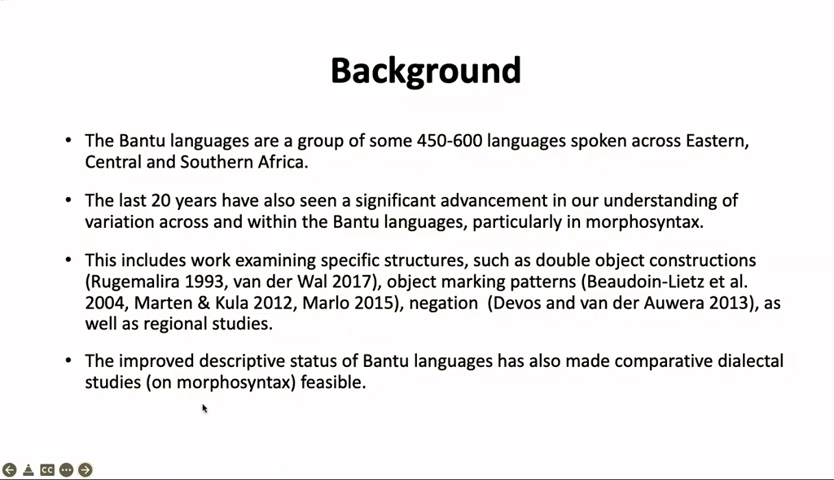 Background
• The Bantu languages are a group of some 450-600 languages spoken across Eastern,
Central and Southern Africa.
• The last 20 years have also seen a significant advancement in our understanding of
variation across and within the Bantu languages, particularly in morphosyntax.
• This includes work examining specific structures, such as double object constructions
(Rugemalira 1993, van der Wal 2017), object marking patterns (Beaudoin-Lietz et al.
2004, Marten & Kula 2012, Marlo 2015), negation (Devos and van der Auwera 2013), as
well as regional studies.
• The improved descriptive status of Bantu languages has also made comparative dialectal
studies (on morphosyntax) feasible.
CC